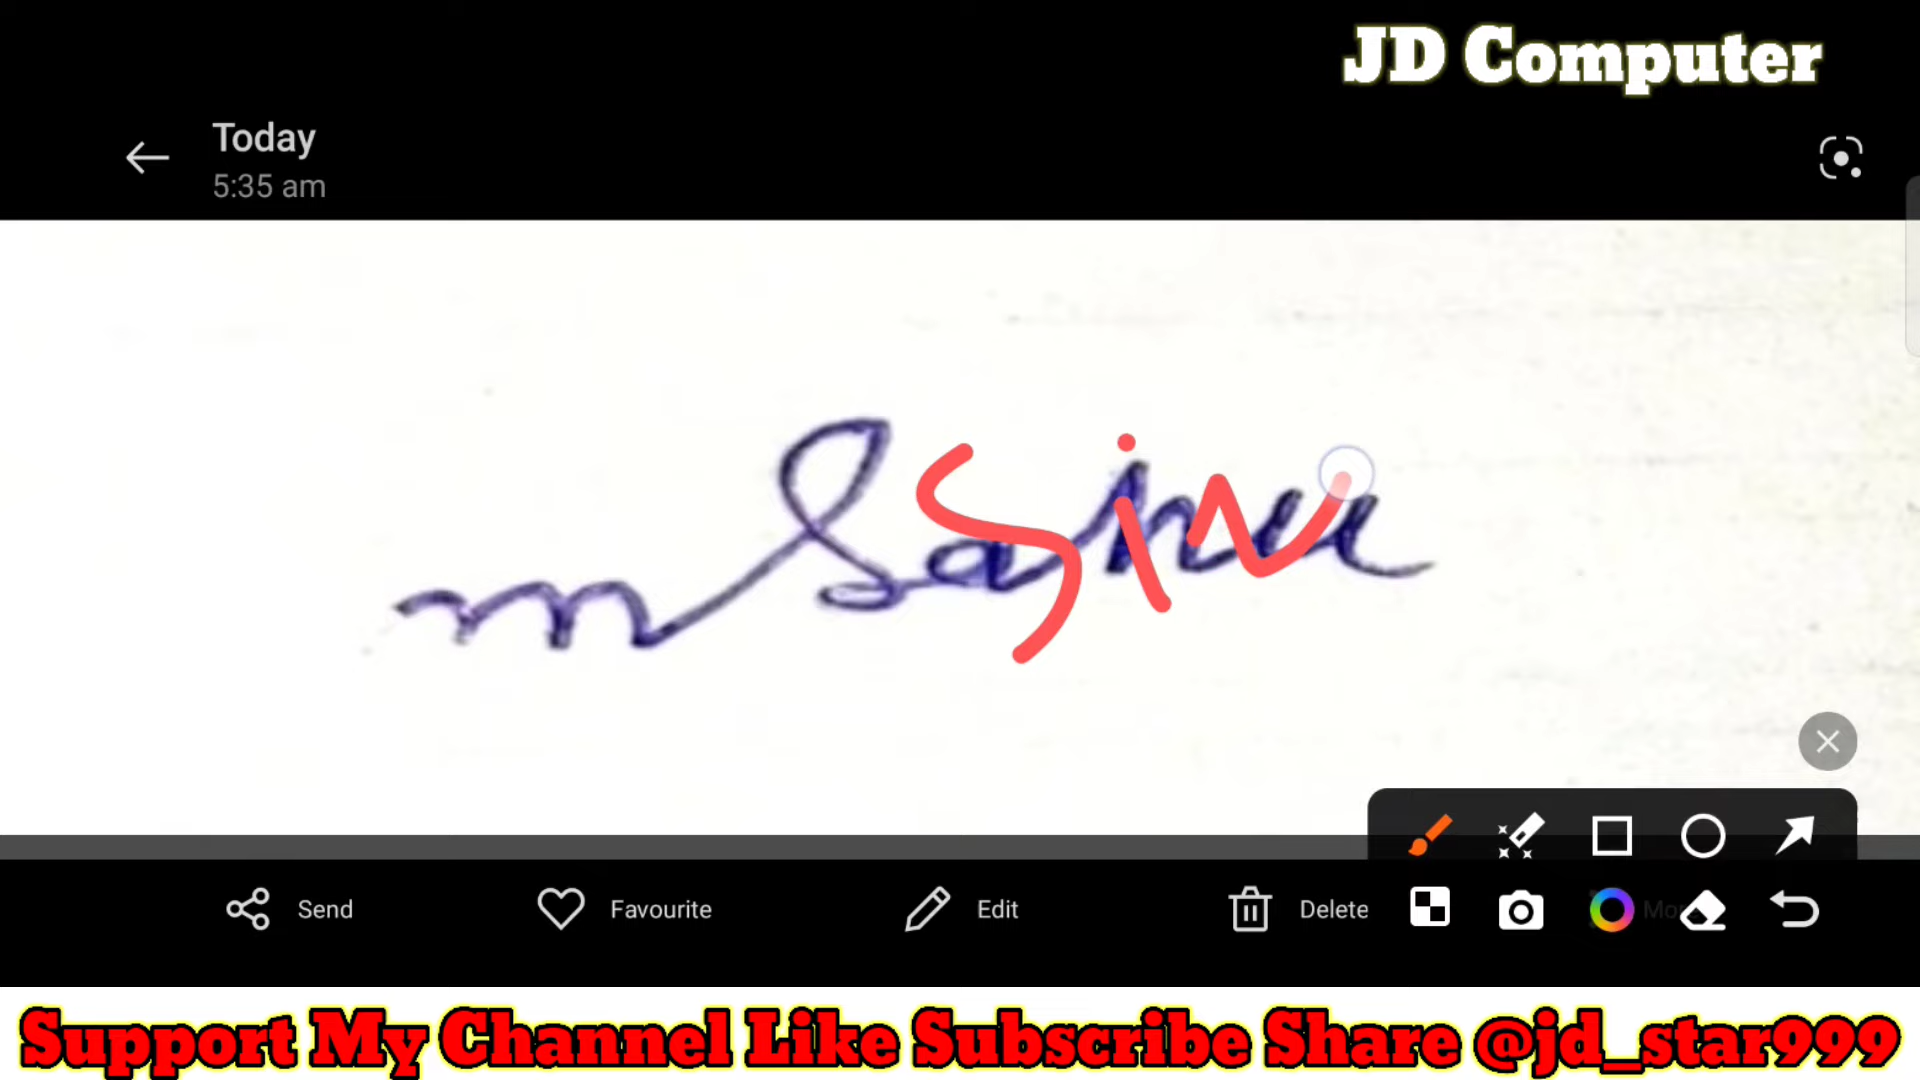 JD Computer
Today
5:35 am
Send
Favourite
Edit
Delete
Support My Channel Like Subscribe Share @jd_star999